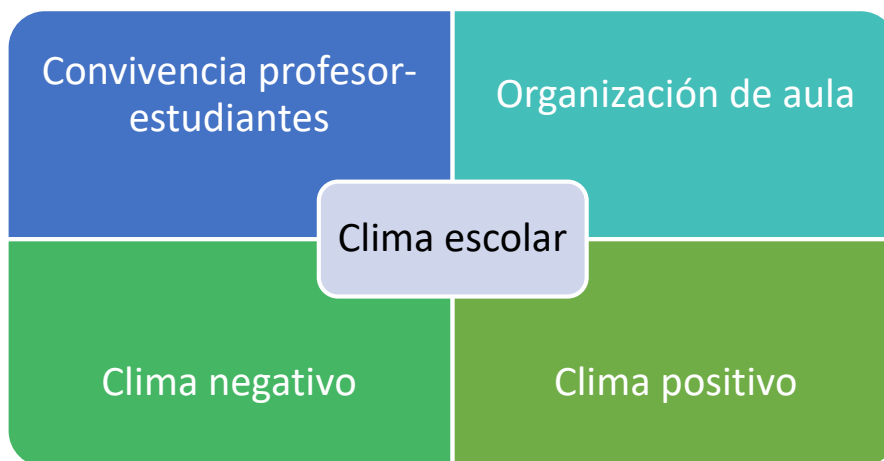 Convivencia profesor-
estudiantes
Organización de aula
Clima escolar
Clima negativo
Clima positivo